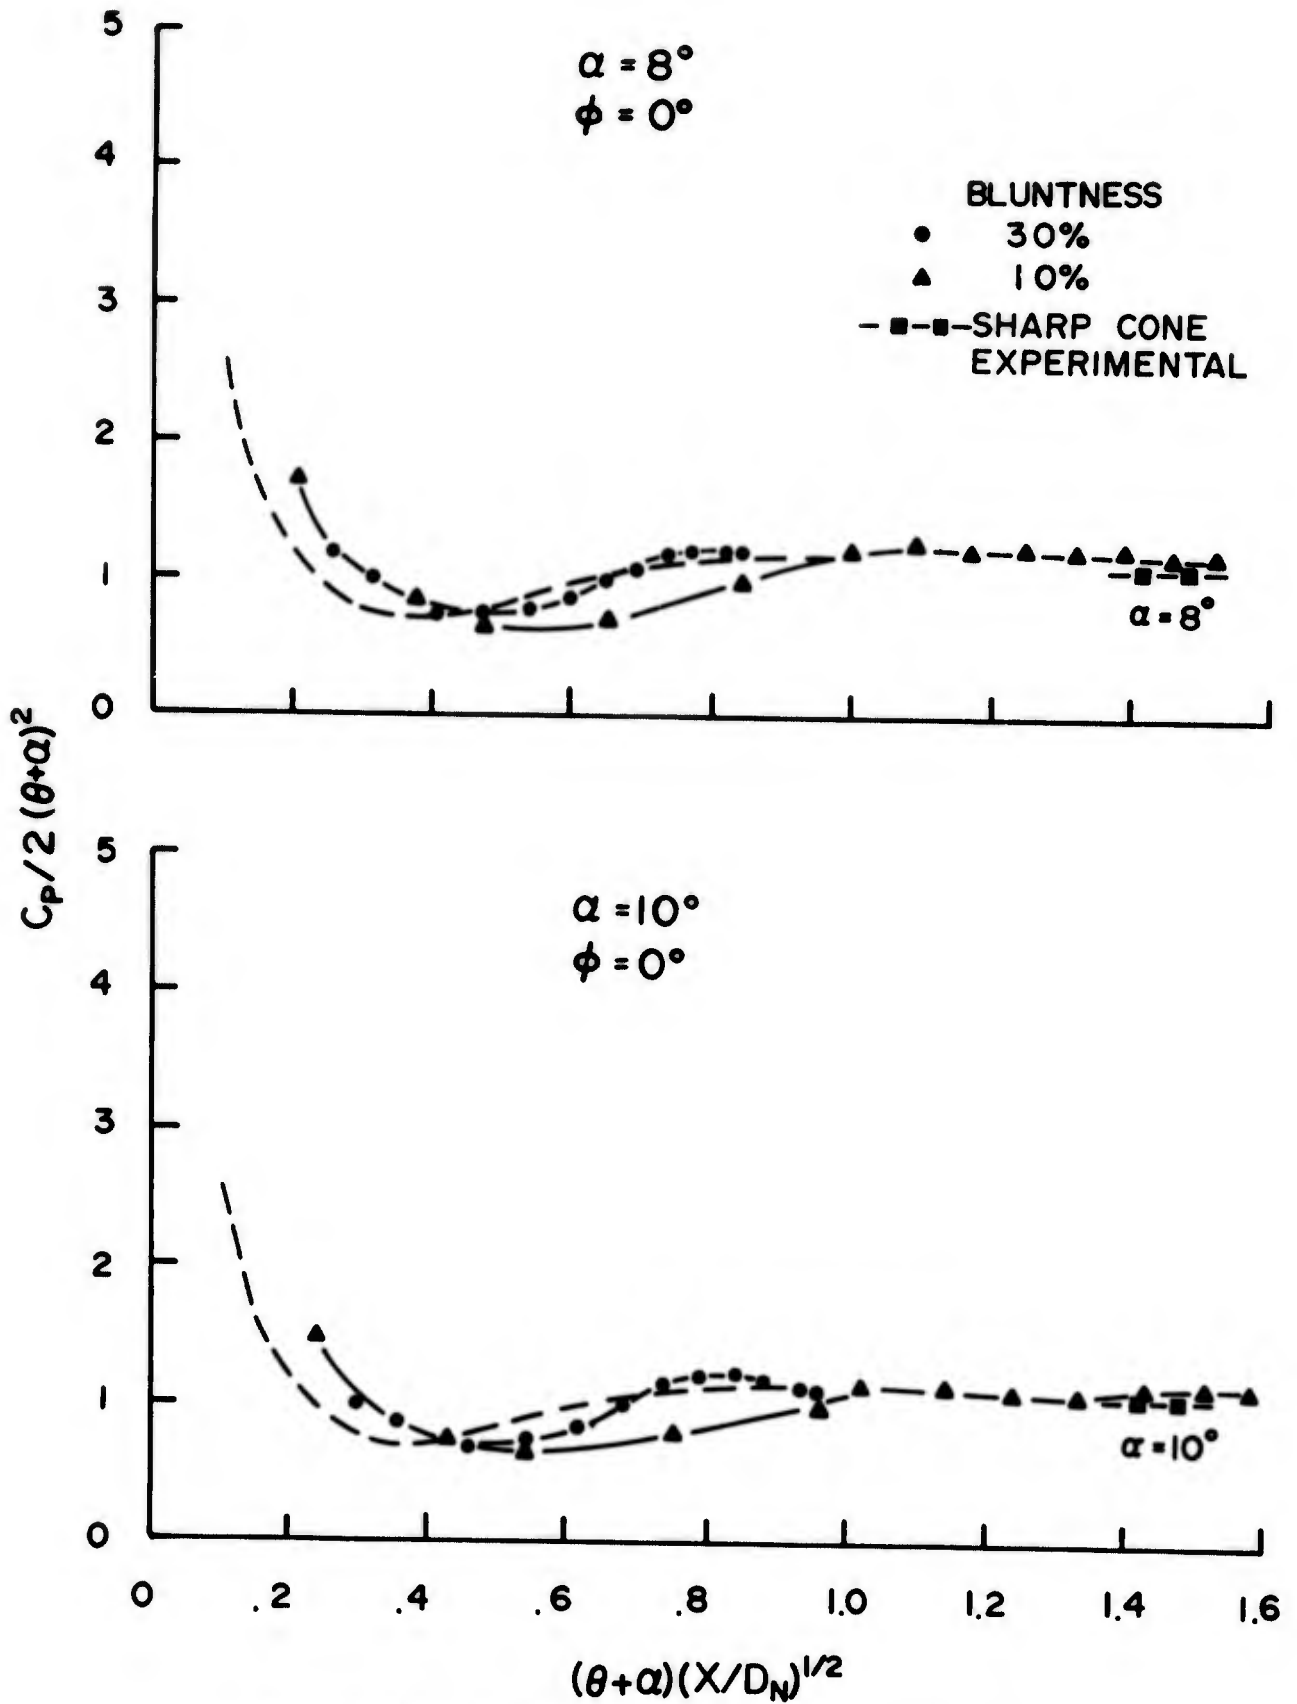 5
α = 8°
ϕ = 0°
4
BLUNTNESS
30%
10%
3
SHARP CONE
EXPERIMENTAL
2
1
α = 8°
0
C_P/2 (θ+α)²
5
α = 10°
ϕ = 0°
4
3
2
1
α = 10°
0
0 .2 .4 .6 .8 1.0 1.2 1.4 1.6
(θ+α)(X/D_N)^1/2